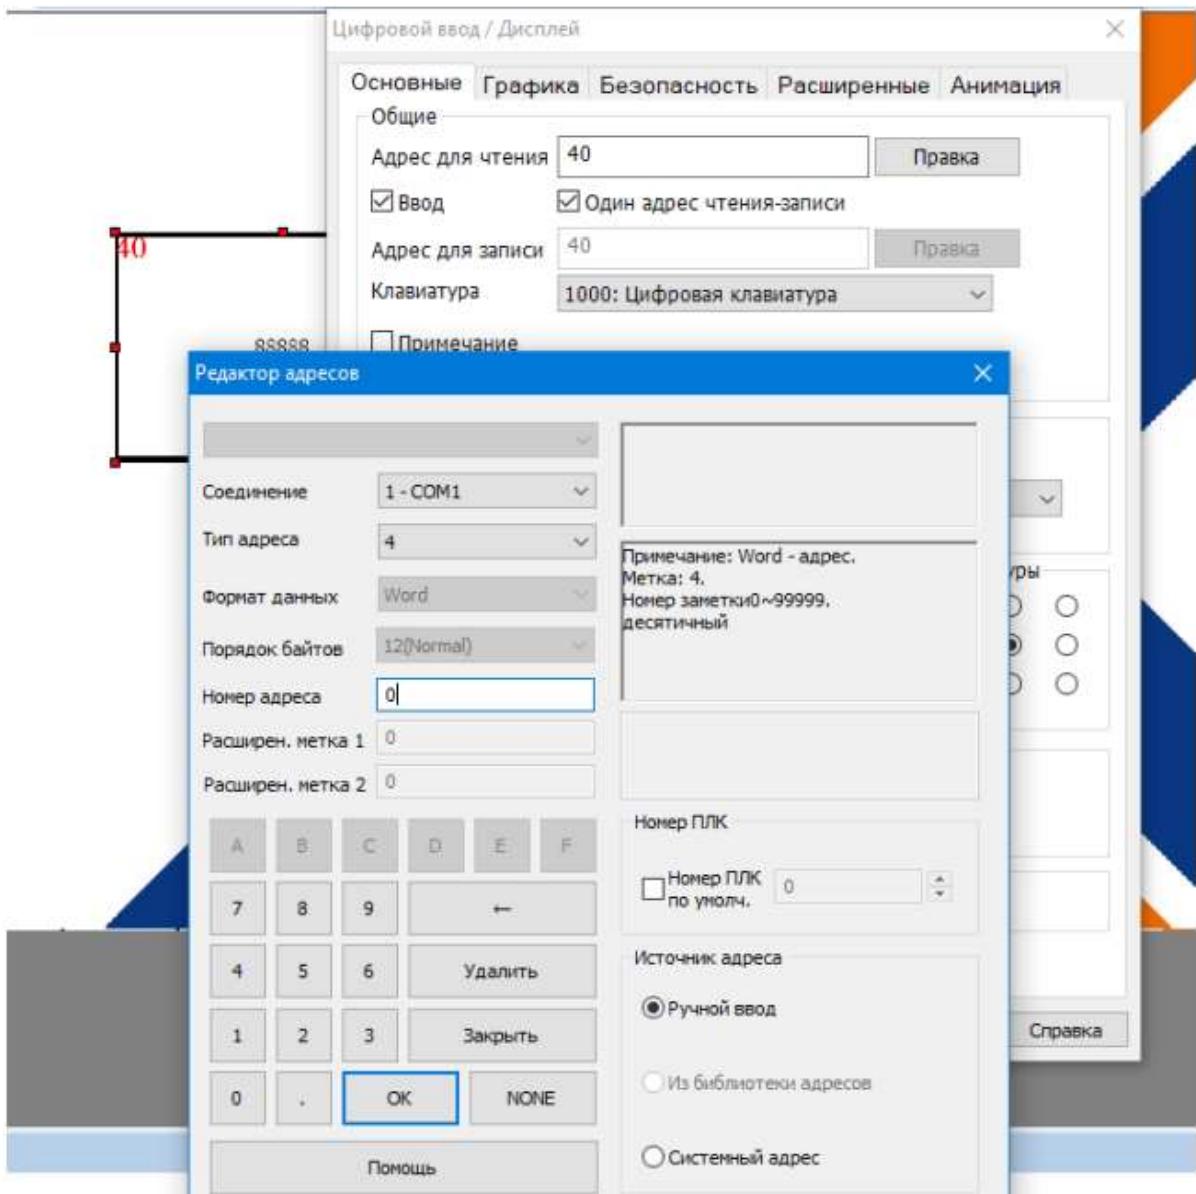 Цифровой ввод / Дисплей
Основные Графика Безопасность Расширенные Анимация
Общие
Адрес для чтения 40 Правка
Ввод Один адрес чтения-записи
Адрес для записи 40 Правка
Клавиатура 1000: Цифровая клавиатура
Примечание
40
88888
Редактор адресов
Соединение 1 - COM1
Тип адреса 4
Формат данных Word
Порядок байтов 12(Normal)
Номер адреса 0
Расширен. метка 1 0
Расширен. метка 2 0
Примечание: Word - адрес.
Метка: 4.
Номер заметки0~99999.
десятичный
уры
A B C D E F
7 8 9 ←
4 5 6 Удалить
1 2 3 Закрыть
0 . OK NONE
Помощь
Номер ПЛК
Номер ПЛК
по умолч. 0
Источник адреса
Ручной ввод
Из библиотеки адресов
Системный адрес
Справка